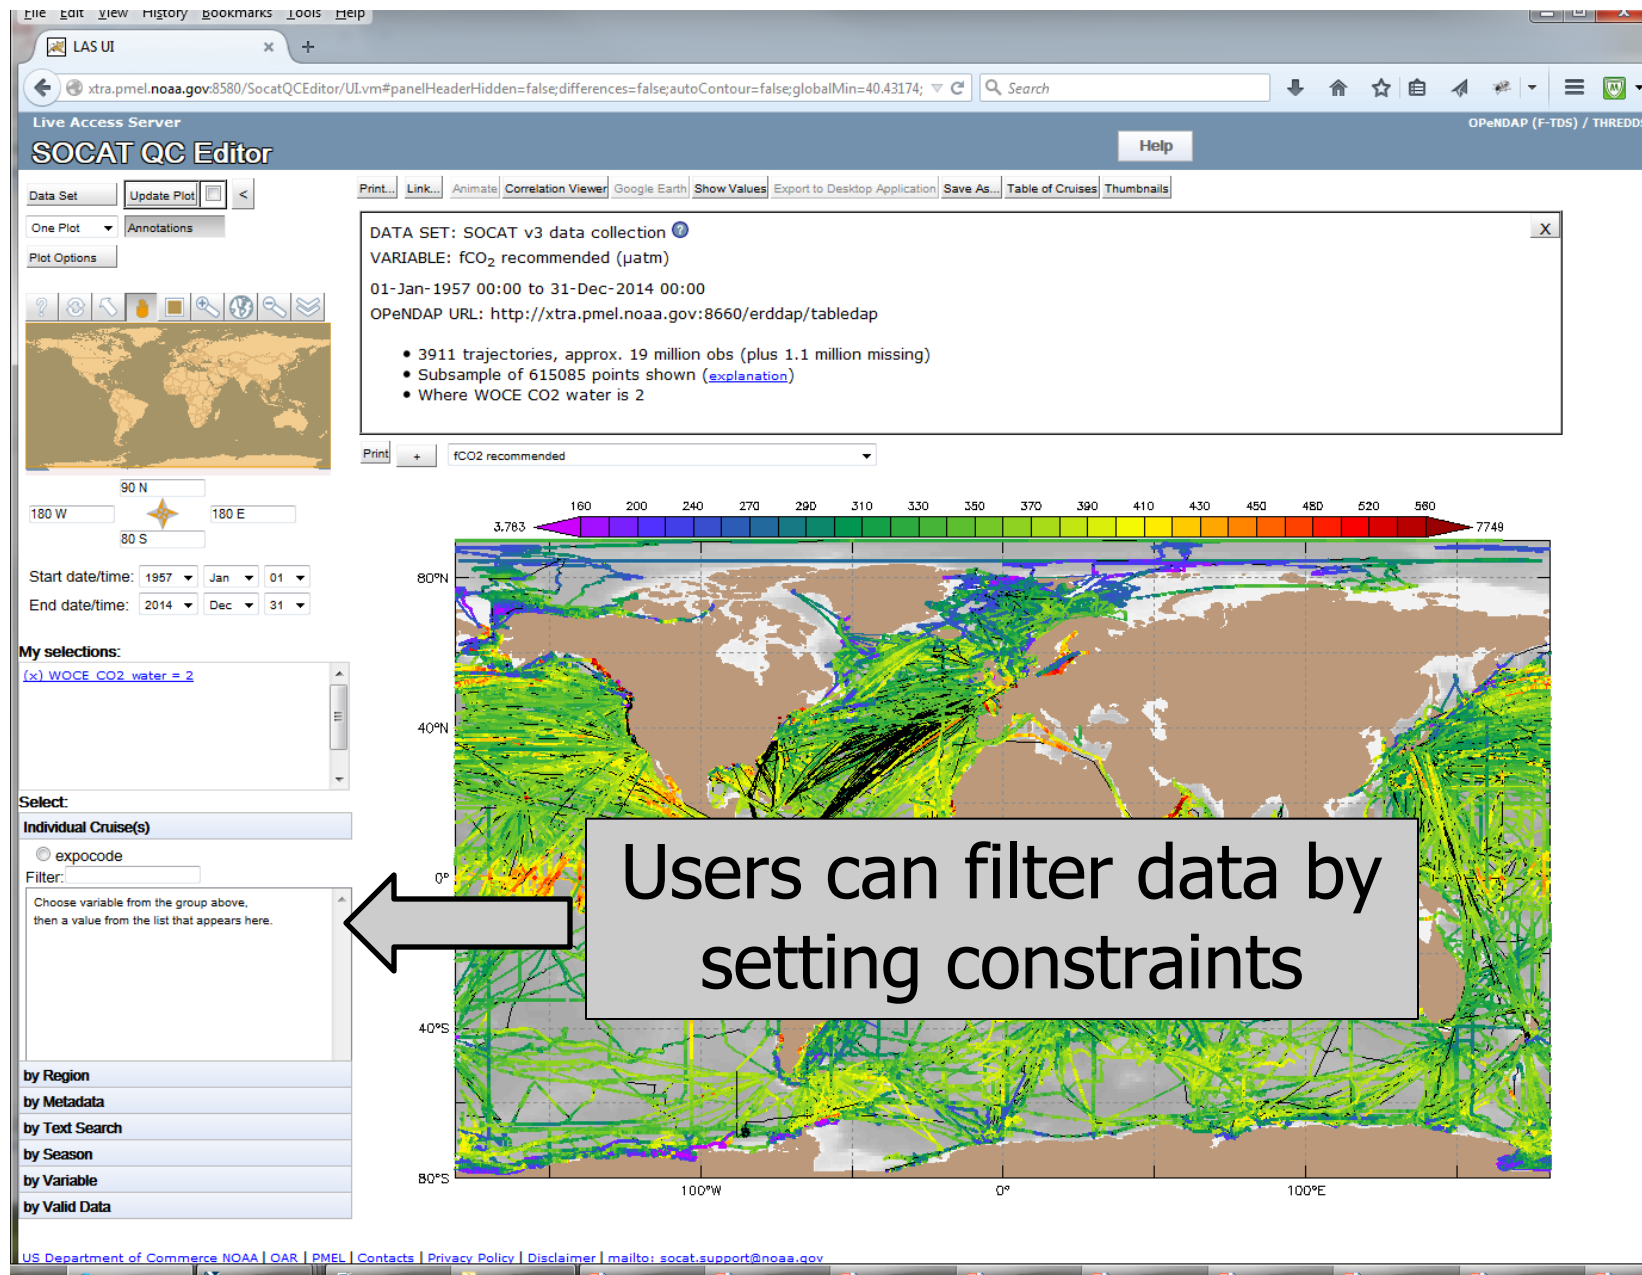 File Edit View History Bookmarks Tools Help
LAS UI
xtra.pmel.noaa.gov:8580/SocatQCEditor/UI.vm#panelHeaderHidden=false;differences=false;autoContour=false;globalMin=40.43174;
Search
Live Access Server
OPeNDAP (F-TDS) / THREDDS
SOCAT QC Editor
Help
Data Set Update Plot <
Print... Link... Animate Correlation Viewer Google Earth Show Values Export to Desktop Application Save As... Table of Cruises Thumbnails
One Plot Annotations
Plot Options
DATA SET: SOCAT v3 data collection
X
VARIABLE: fCO2 recommended (µatm)
01-Jan-1957 00:00 to 31-Dec-2014 00:00
OPeNDAP URL: http://xtra.pmel.noaa.gov:8660/erddap/tabledap
• 3911 trajectories, approx. 19 million obs (plus 1.1 million missing)
• Subsample of 615085 points shown (explanation)
• Where WOCE CO2 water is 2
Print + fCO2 recommended
90 N
180 W 180 E
80 S
Start date/time: 1957 Jan 01
End date/time: 2014 Dec 31
My selections:
(x) WOCE CO2 water = 2
Select:
Individual Cruise(s)
expocode
Filter:
Choose variable from the group above,
then a value from the list that appears here.
by Region
by Metadata
by Text Search
by Season
by Variable
by Valid Data
160 200 240 270 290 310 330 350 370 390 410 430 450 480 520 560
3.783 7749
80°N
40°N
0°
40°S
80°S
100°W 0° 100°E
Users can filter data by
setting constraints
US Department of Commerce NOAA | OAR | PMEL | Contacts | Privacy Policy | Disclaimer | mailto: socat.support@noaa.gov